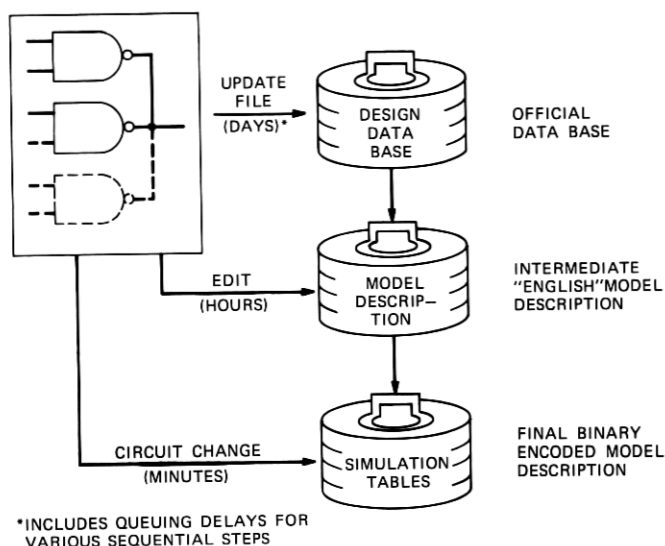 UPDATE
FILE
(DAYS)*
DESIGN
DATA
BASE
OFFICIAL
DATA BASE
EDIT
(HOURS)
MODEL
DESCRIP-
TION
INTERMEDIATE
"ENGLISH"MODEL
DESCRIPTION
CIRCUIT CHANGE
(MINUTES)
SIMULATION
TABLES
FINAL BINARY
ENCODED MODEL
DESCRIPTION
*INCLUDES QUEUING DELAYS FOR
VARIOUS SEQUENTIAL STEPS